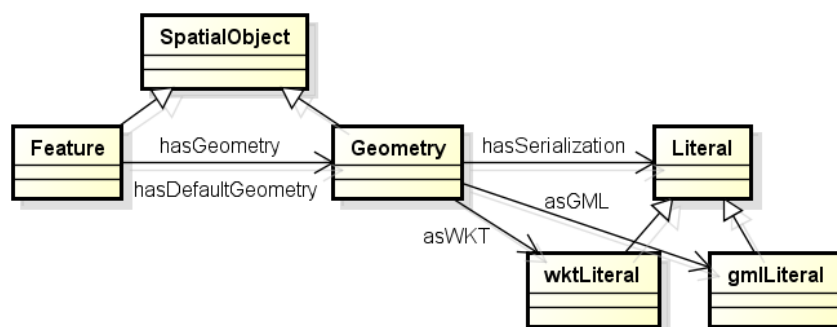 SpatialObject
Feature
hasGeometry
hasDefaultGeometry
Geometry
hasSerialization
Literal
asGML
asWKT
wktLiteral
gmlLiteral